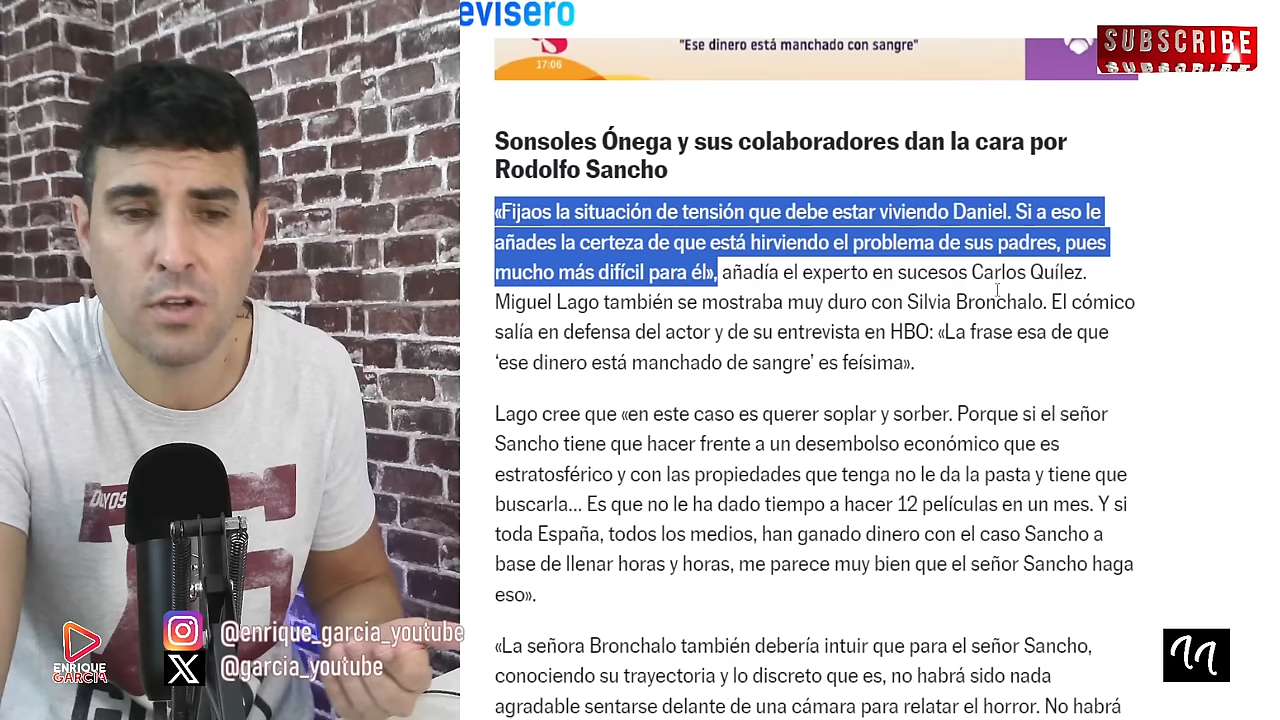 evisero
"Ese dinero está manchado con sangre"
17:06
SUBSCRIBE
Sonsoles Ónega y sus colaboradores dan la cara por
Rodolfo Sancho
«Fijaos la situación de tensión que debe estar viviendo Daniel. Si a eso le
añades la certeza de que está hirviendo el problema de sus padres, pues
mucho más difícil para él», añadía el experto en sucesos Carlos Quílez.
Miguel Lago también se mostraba muy duro con Silvia Bronchalo. El cómico
salía en defensa del actor y de su entrevista en HBO: «La frase esa de que
‘ese dinero está manchado de sangre’ es feísima».
Lago cree que «en este caso es querer soplar y sorber. Porque si el señor
Sancho tiene que hacer frente a un desembolso económico que es
estratosférico y con las propiedades que tenga no le da la pasta y tiene que
buscarla... Es que no le ha dado tiempo a hacer 12 películas en un mes. Y si
toda España, todos los medios, han ganado dinero con el caso Sancho a
base de llenar horas y horas, me parece muy bien que el señor Sancho haga
eso».
«La señora Bronchalo también debería intuir que para el señor Sancho,
conociendo su trayectoria y lo discreto que es, no habrá sido nada
agradable sentarse delante de una cámara para relatar el horror. No habrá
@enrique_garcia_youtube
@garcia_youtube
ENRIQUE
GARCIA